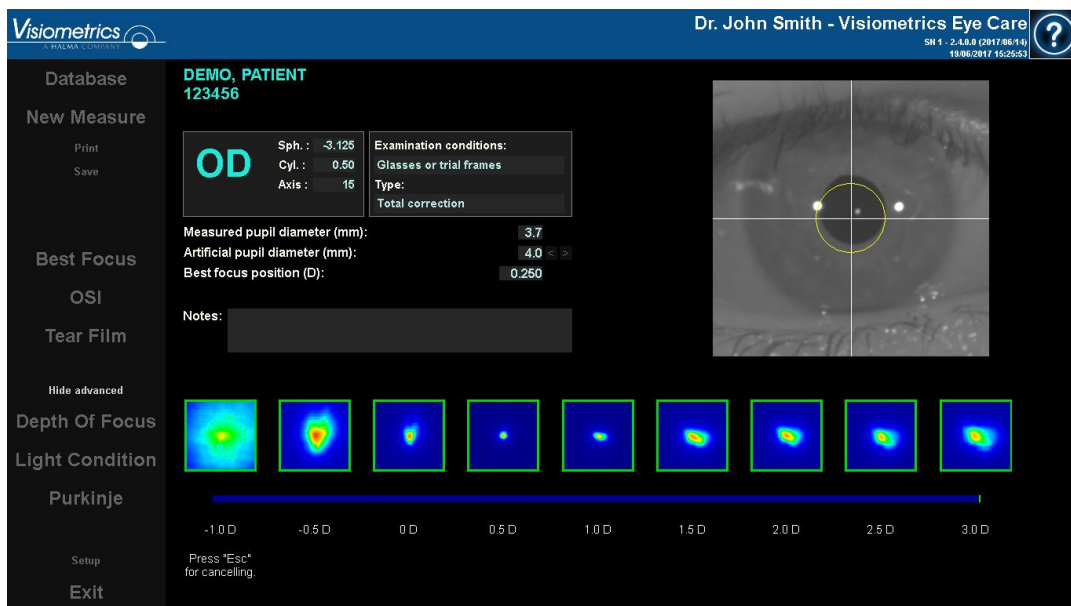 Visiometrics
A HALMA COMPANY
Dr. John Smith - Visiometrics Eye Care
SN 1 - 2.4.0.0 (2017/06/14)
19/06/2017 15:25:53
?
Database
New Measure
Print
Save
Best Focus
OSI
Tear Film
Hide advanced
Depth Of Focus
Light Condition
Purkinje
Setup
Exit
DEMO, PATIENT
123456
OD
Sph. : -3.125
Cyl. : 0.50
Axis : 15
Examination conditions:
Glasses or trial frames
Type:
Total correction
Measured pupil diameter (mm): 3.7
Artificial pupil diameter (mm): 4.0 < >
Best focus position (D): 0.250
Notes:
-1.0 D -0.5 D 0 D 0.5 D 1.0 D 1.5 D 2.0 D 2.5 D 3.0 D
Press "Esc"
for cancelling.